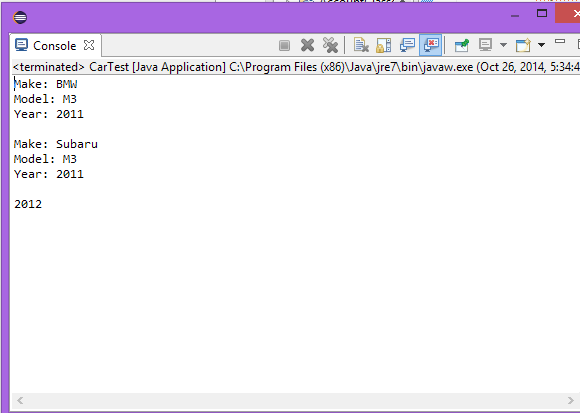 Console
<terminated> CarTest [Java Application] C:\Program Files (x86)\Java\jre7\bin\javaw.exe (Oct 26, 2014, 5:34:4
Make: BMW
Model: M3
Year: 2011
Make: Subaru
Model: M3
Year: 2011
2012